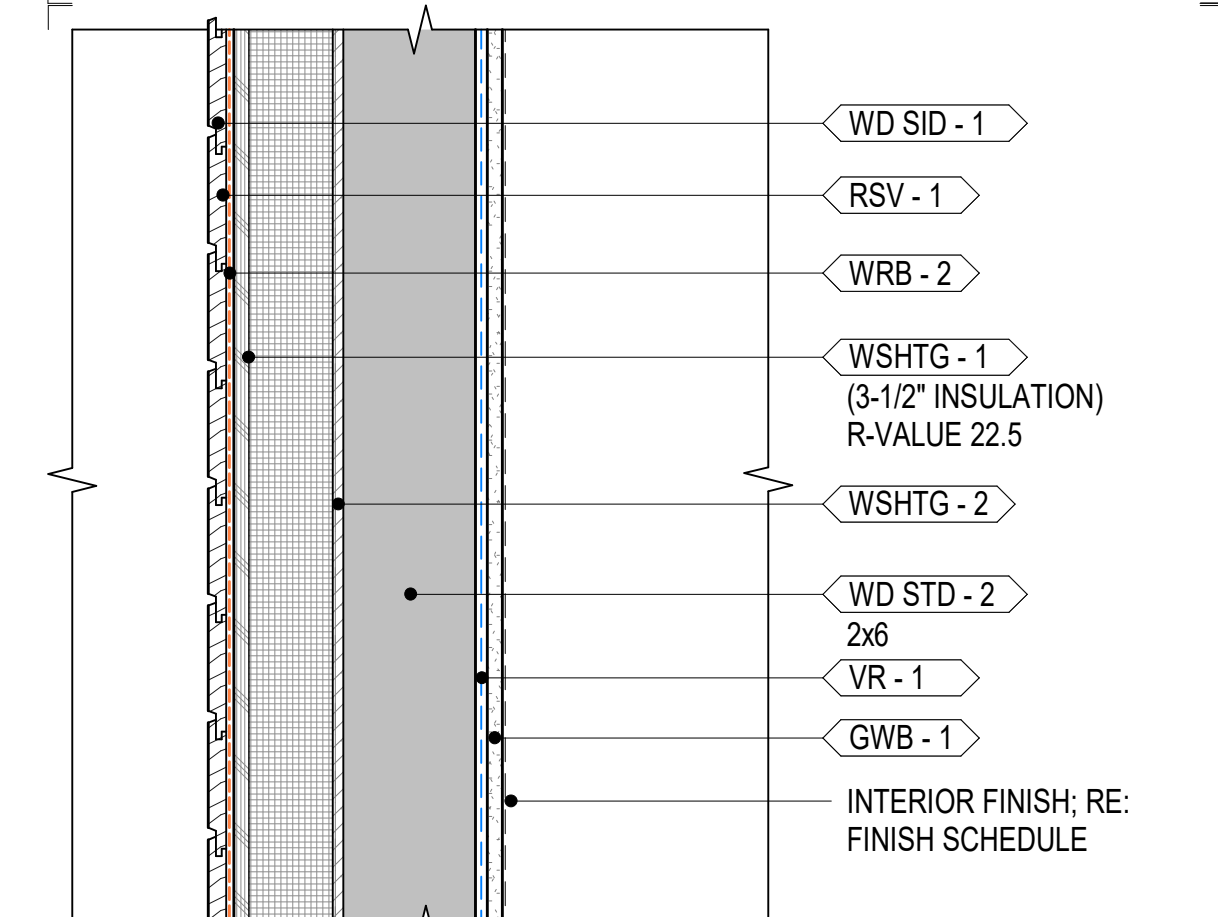 WD SID - 1
RSV - 1
WRB - 2
WSHTG - 1
(3-1/2" INSULATION)
R-VALUE 22.5
WSHTG - 2
WD STD - 2
2x6
VR - 1
GWB - 1
INTERIOR FINISH; RE:
FINISH SCHEDULE